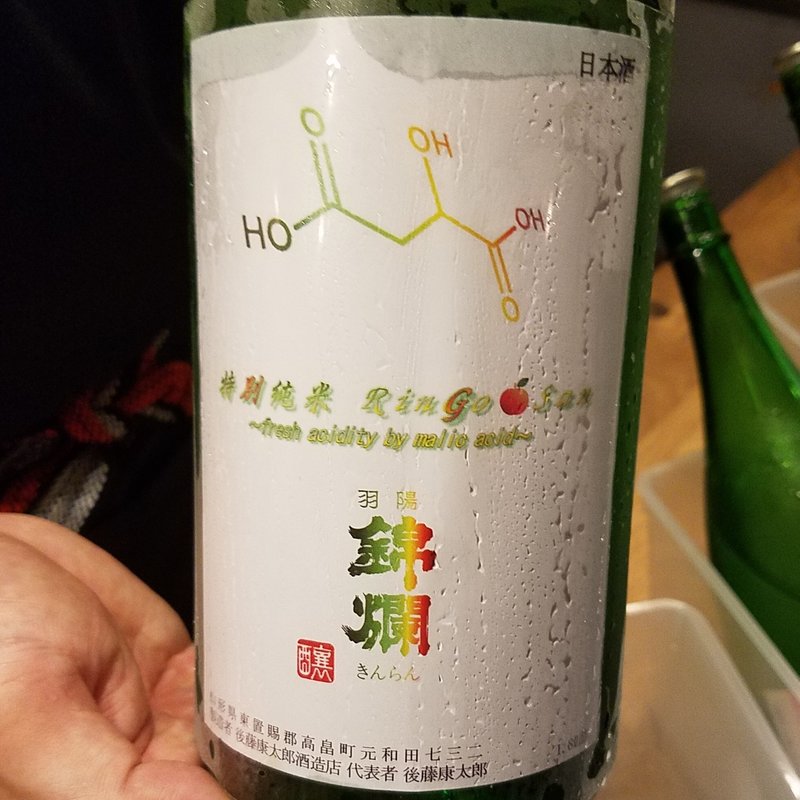 日本酒
O
OH
HO
OH
O
特別純米 RinGo San
~fresh acidity by malic acid~
羽陽
錦爛
きんらん
醸
山形県東置賜郡高畠町元和田七三二
醸造者 後藤康太郎酒造店 代表者 後藤康太郎